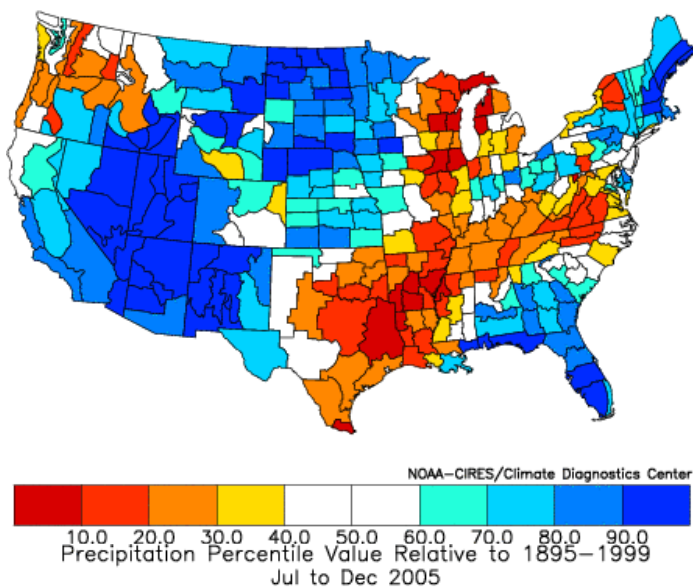 NOAA-CIRES/Climate Diagnostics Center
10.0 20.0 30.0 40.0 50.0 60.0 70.0 80.0 90.0
Precipitation Percentile Value Relative to 1895-1999
Jul to Dec 2005